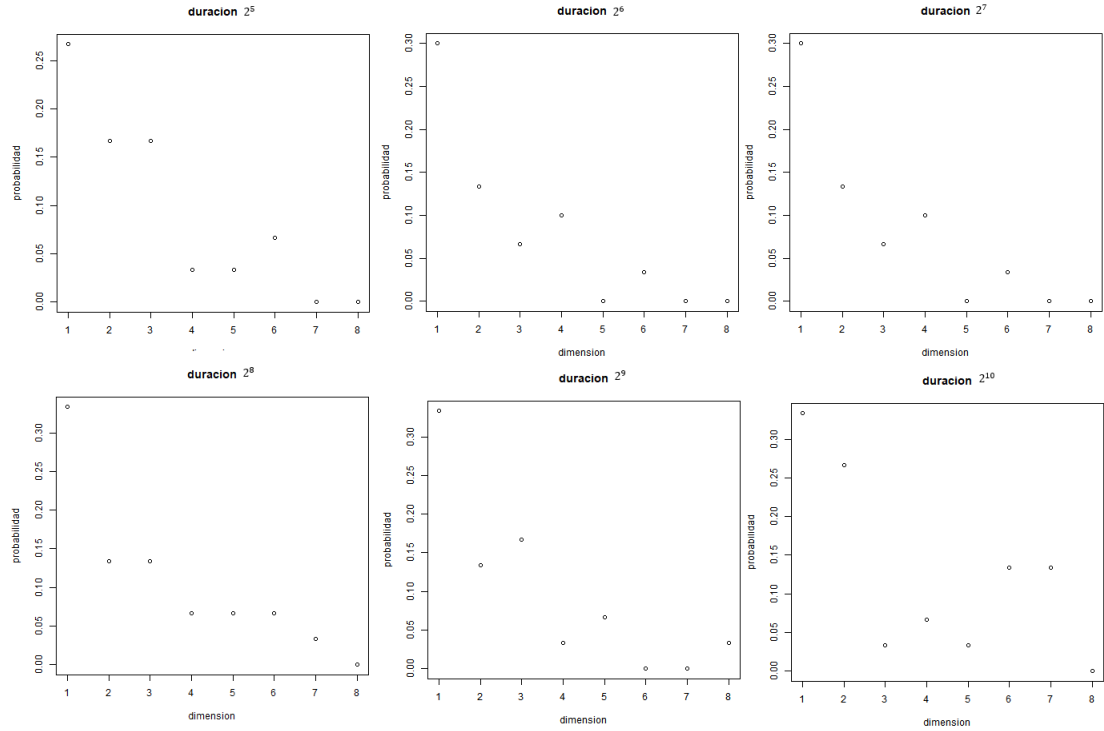 duracion 2⁵
probabilidad
0.25
0.20
0.15
0.10
0.05
0.00
1 2 3 4 5 6 7 8
duracion 2⁶
probabilidad
0.30
0.25
0.20
0.15
0.10
0.05
0.00
1 2 3 4 5 6 7 8
dimension
duracion 2⁷
probabilidad
0.30
0.25
0.20
0.15
0.10
0.05
0.00
1 2 3 4 5 6 7 8
dimension
duracion 2⁸
probabilidad
0.30
0.25
0.20
0.15
0.10
0.05
0.00
1 2 3 4 5 6 7 8
dimension
duracion 2⁹
probabilidad
0.30
0.25
0.20
0.15
0.10
0.05
0.00
1 2 3 4 5 6 7 8
dimension
duracion 2¹⁰
probabilidad
0.30
0.25
0.20
0.15
0.10
0.05
0.00
1 2 3 4 5 6 7 8
dimension